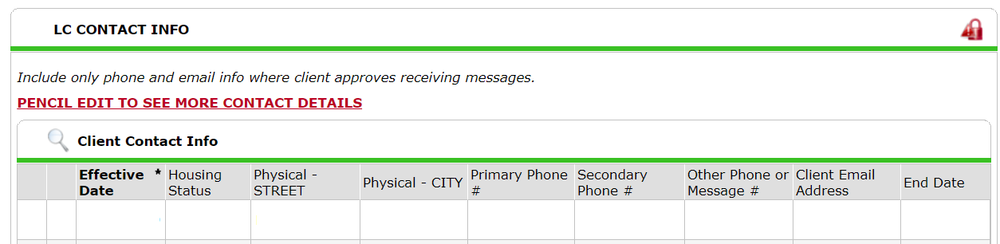 LC CONTACT INFO
Include only phone and email info where client approves receiving messages.
PENCIL EDIT TO SEE MORE CONTACT DETAILS
Client Contact Info
Effective * Date
Housing Status
Physical - STREET
Physical - CITY
Primary Phone #
Secondary Phone #
Other Phone or Message #
Client Email Address
End Date